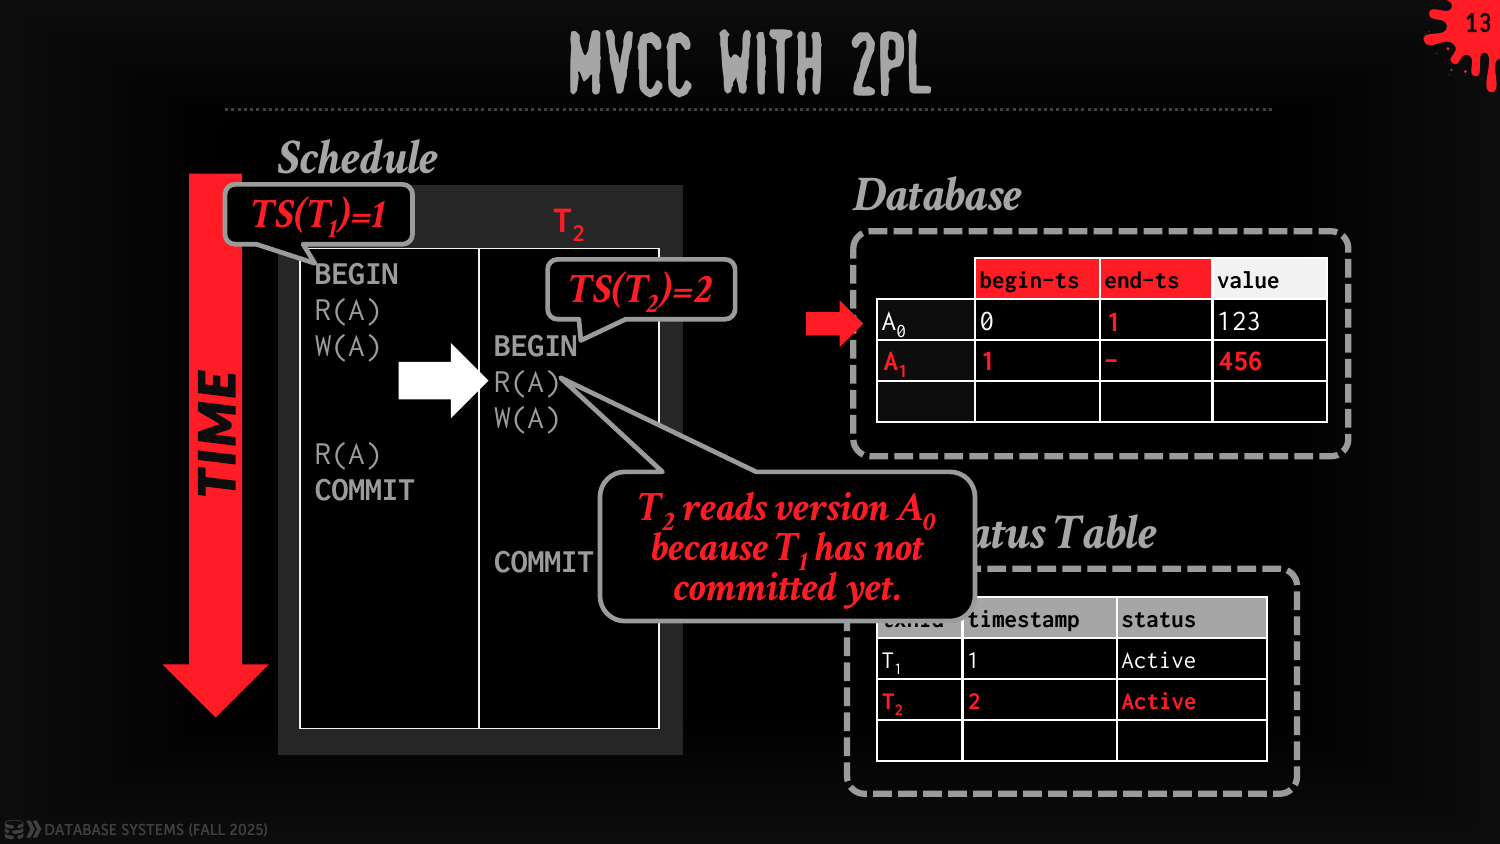 13
MVCC WITH 2PL
Schedule
TS(T1)=1
T2
BEGIN
R(A)
W(A)
R(A)
COMMIT
TS(T2)=2
BEGIN
R(A)
W(A)
COMMIT
TIME
T2 reads version A0
because T1 has not
committed yet.
Database
begin-ts end-ts value
A0 0 1 123
A1 1 - 456
atus Table
timestamp status
T1 1 Active
T2 2 Active
DATABASE SYSTEMS (FALL 2025)